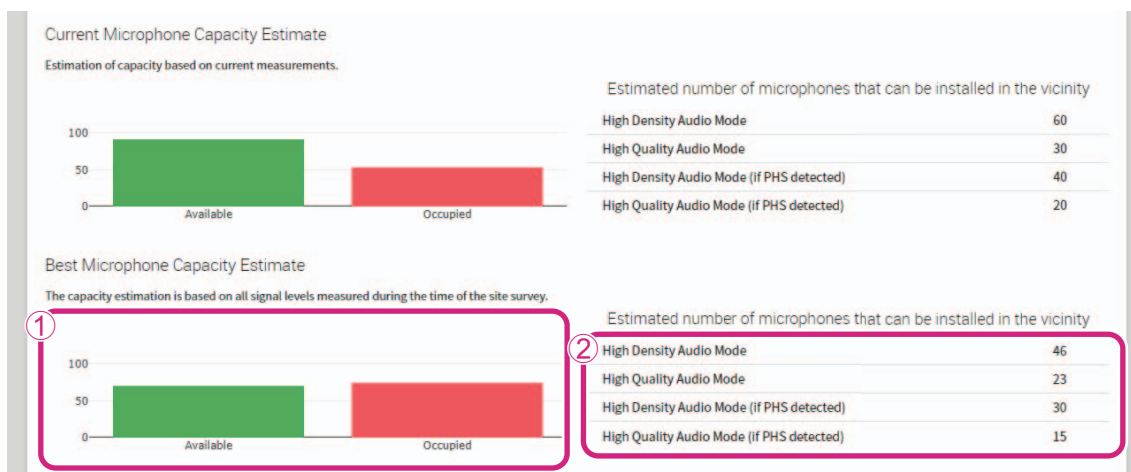 Current Microphone Capacity Estimate
Estimation of capacity based on current measurements.
100
50
0
Available
Occupied
Estimated number of microphones that can be installed in the vicinity
High Density Audio Mode 60
High Quality Audio Mode 30
High Density Audio Mode (if PHS detected) 40
High Quality Audio Mode (if PHS detected) 20
Best Microphone Capacity Estimate
The capacity estimation is based on all signal levels measured during the time of the site survey.
1
100
50
0
Available
Occupied
Estimated number of microphones that can be installed in the vicinity
2
High Density Audio Mode 46
High Quality Audio Mode 23
High Density Audio Mode (if PHS detected) 30
High Quality Audio Mode (if PHS detected) 15